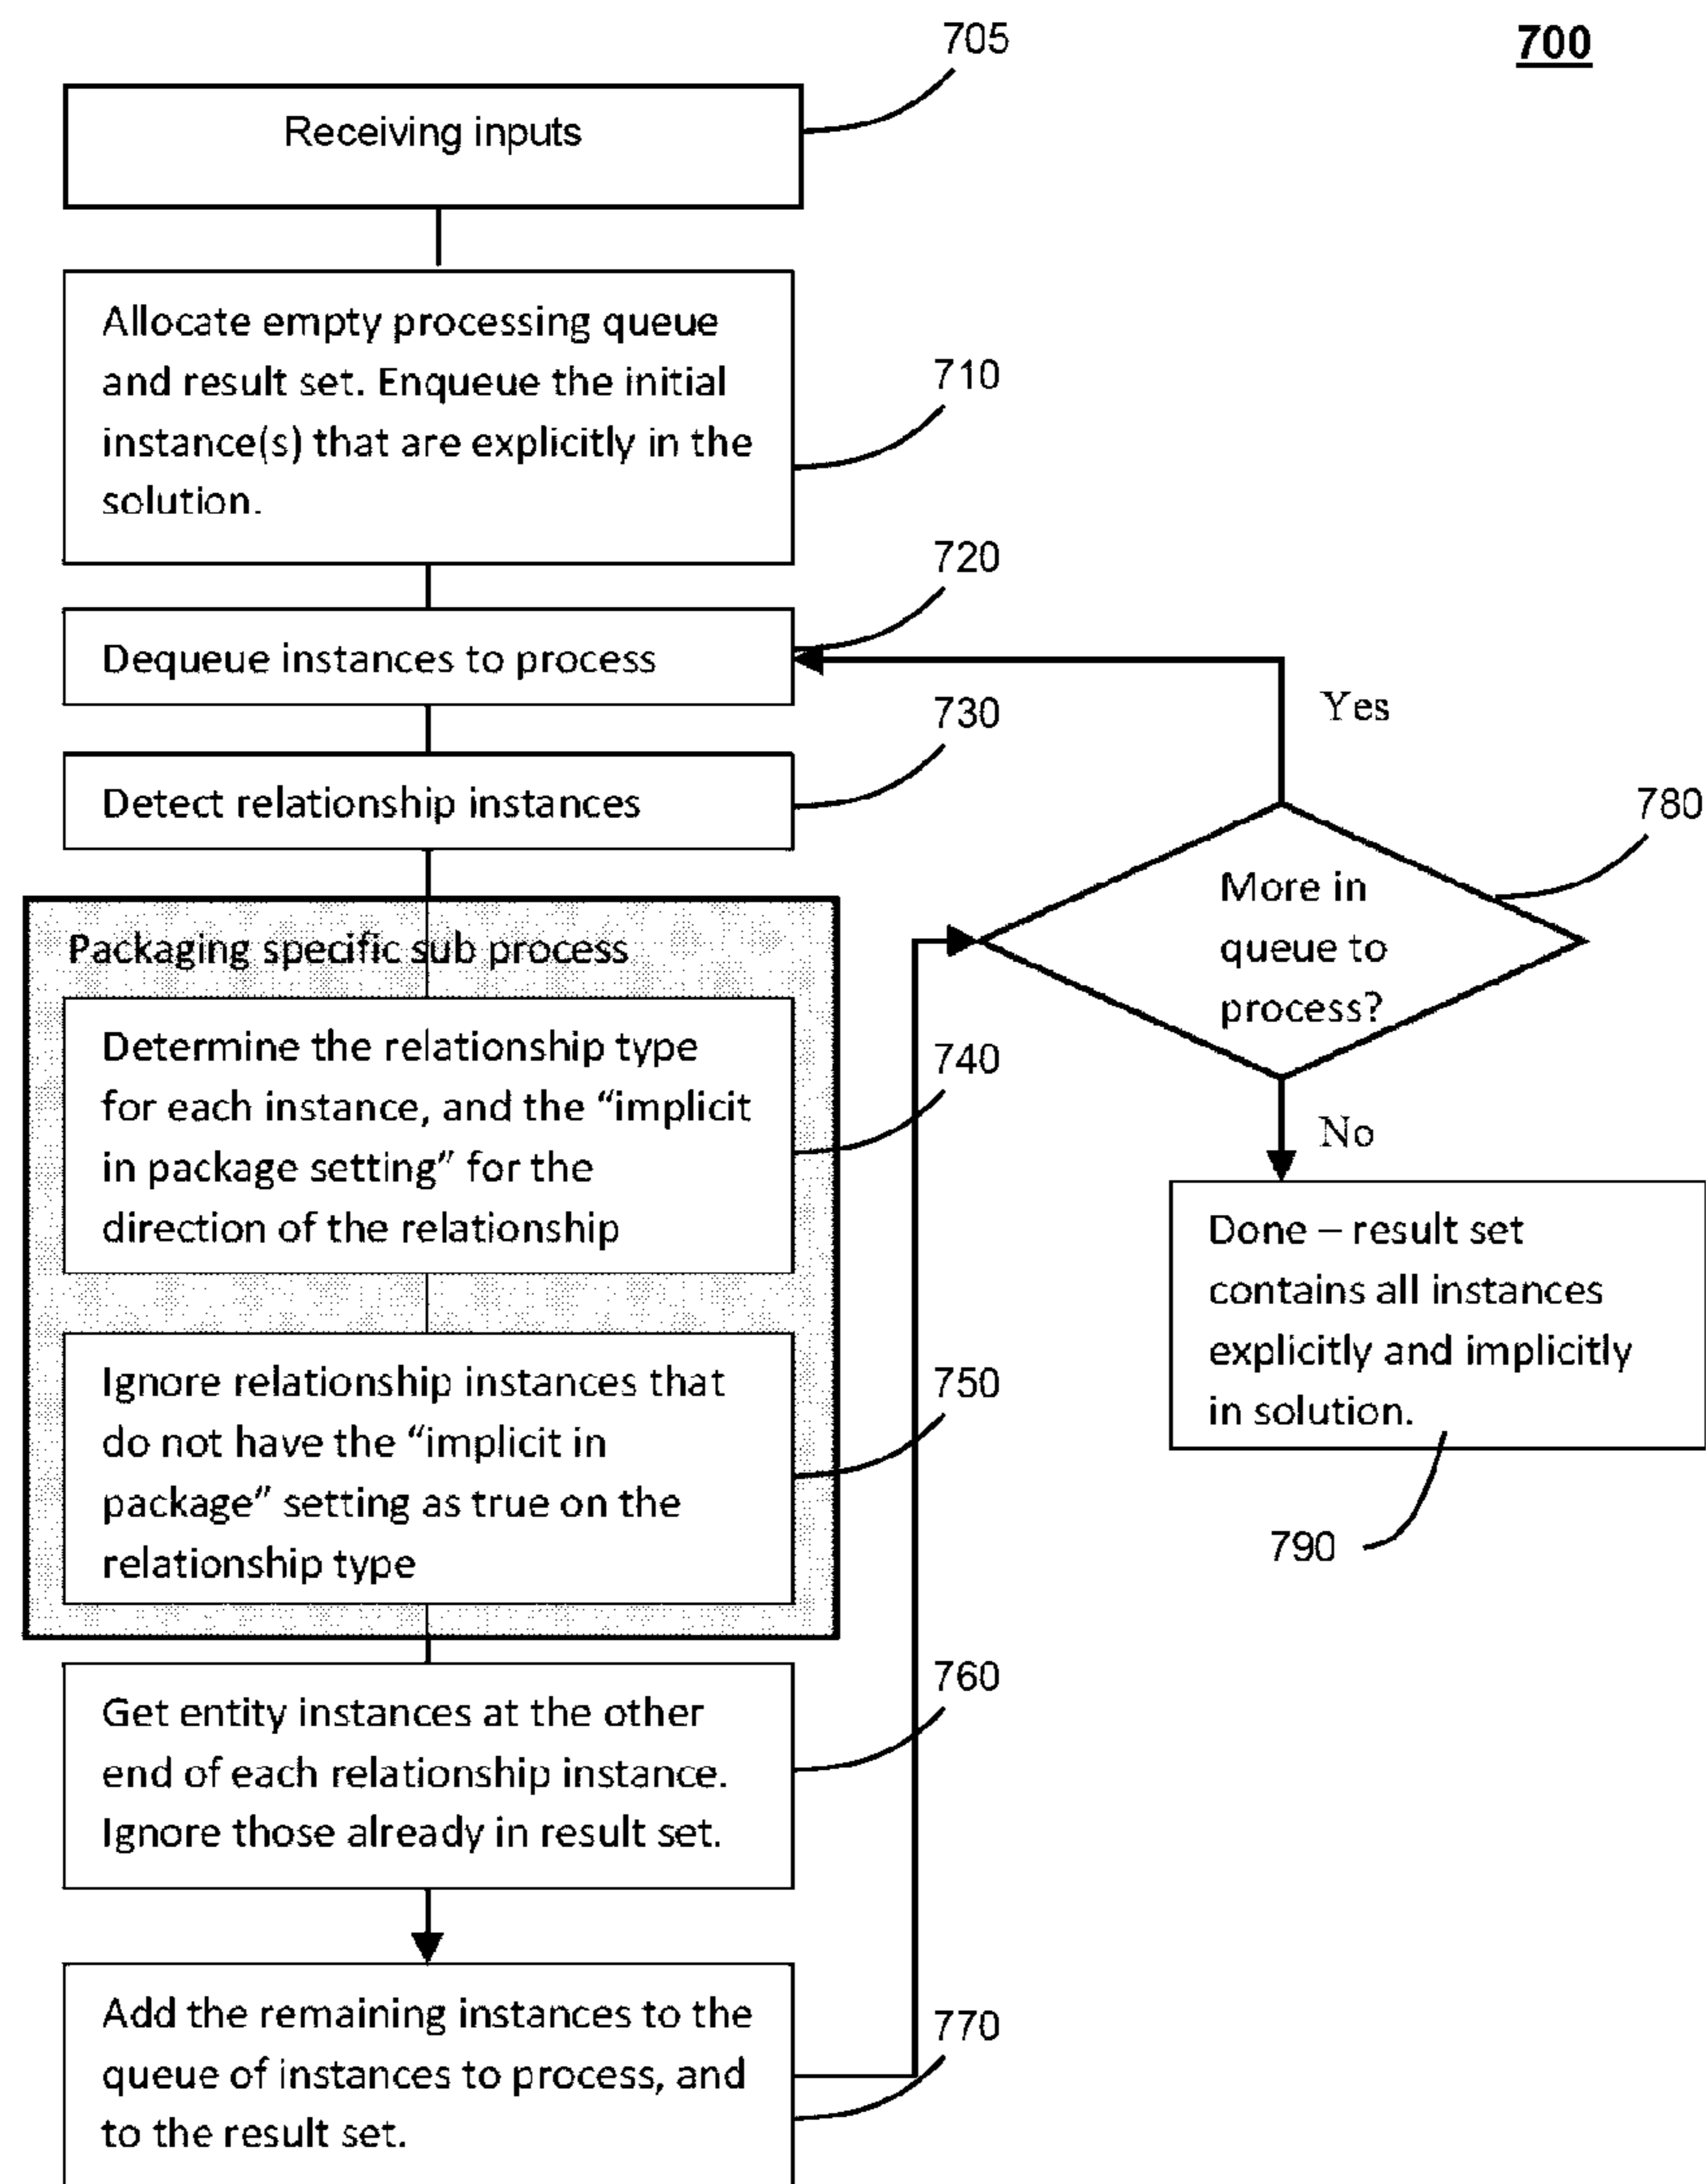 700
705
Receiving inputs
Allocate empty processing queue
and result set. Enqueue the initial
instance(s) that are explicitly in the
solution.
710
720
Dequeue instances to process
730
Detect relationship instances
Packaging specific sub process
Determine the relationship type
for each instance, and the “implicit
in package setting” for the
direction of the relationship
740
Ignore relationship instances that
do not have the “implicit in
package” setting as true on the
relationship type
750
Get entity instances at the other
end of each relationship instance.
Ignore those already in result set.
760
Add the remaining instances to the
queue of instances to process, and
to the result set.
770
Yes
780
More in
queue to
process?
No
Done – result set
contains all instances
explicitly and implicitly
in solution.
790